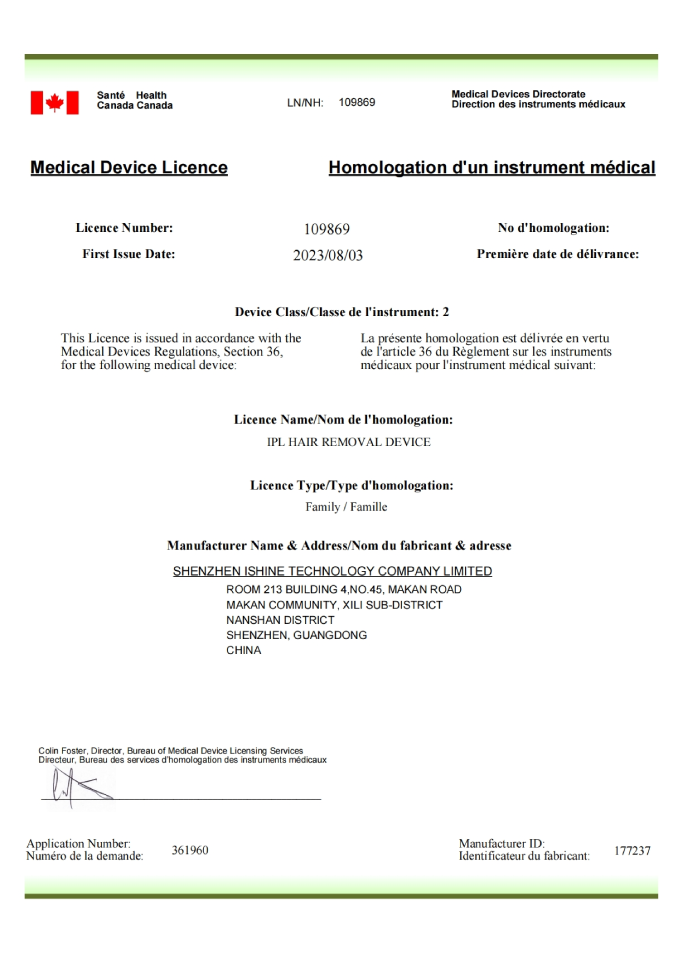 Santé Health
Canada Canada
LN/NH: 109869
Medical Devices Directorate
Direction des instruments médicaux
Medical Device Licence
Homologation d'un instrument médical
Licence Number: 109869 No d'homologation:
First Issue Date: 2023/08/03 Première date de délivrance:
Device Class/Classe de l'instrument: 2
This Licence is issued in accordance with the
Medical Devices Regulations, Section 36,
for the following medical device:
La présente homologation est délivrée en vertu
de l'article 36 du Règlement sur les instruments
médicaux pour l'instrument médical suivant:
Licence Name/Nom de l'homologation:
IPL HAIR REMOVAL DEVICE
Licence Type/Type d'homologation:
Family / Famille
Manufacturer Name & Address/Nom du fabricant & adresse
SHENZHEN ISHINE TECHNOLOGY COMPANY LIMITED
ROOM 213 BUILDING 4,NO.45, MAKAN ROAD
MAKAN COMMUNITY, XILI SUB-DISTRICT
NANSHAN DISTRICT
SHENZHEN, GUANGDONG
CHINA
Colin Foster, Director, Bureau of Medical Device Licensing Services
Directeur, Bureau des services d'homologation des instruments médicaux
Application Number:
Numéro de la demande: 361960
Manufacturer ID:
Identificateur du fabricant: 177237